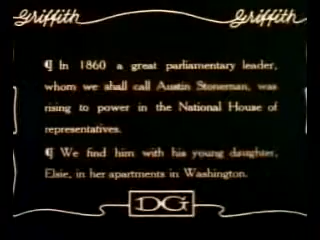 Griffith Griffith
¶ In 1860 a great parliamentary leader,
whom we shall call Austin Stoneman, was
rising to power in the National House of
representatives.
¶ We find him with his young daughter,
Elsie, in her apartments in Washington.
DG